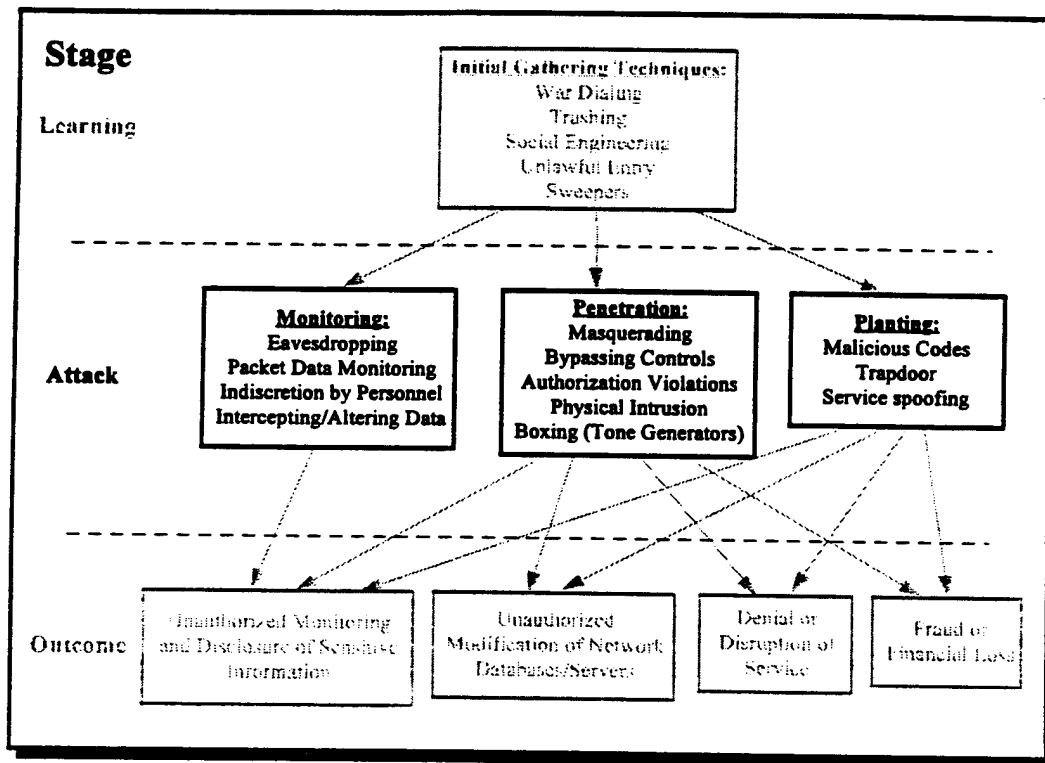 Stage
Learning
Initial Gathering Techniques:
War Dialing
Trashing
Social Engineering
Unlawful Entry
Sweepers
Attack
Monitoring:
Eavesdropping
Packet Data Monitoring
Indiscretion by Personnel
Intercepting/Altering Data
Penetration:
Masquerading
Bypassing Controls
Authorization Violations
Physical Intrusion
Boxing (Tone Generators)
Planting:
Malicious Codes
Trapdoor
Service spoofing
Outcome
Unauthorized Monitoring
and Disclosure of Sensitive
Information
Unauthorized
Modification of Network
Databases/Servers
Denial or
Disruption of
Service
Fraud or
Financial Loss